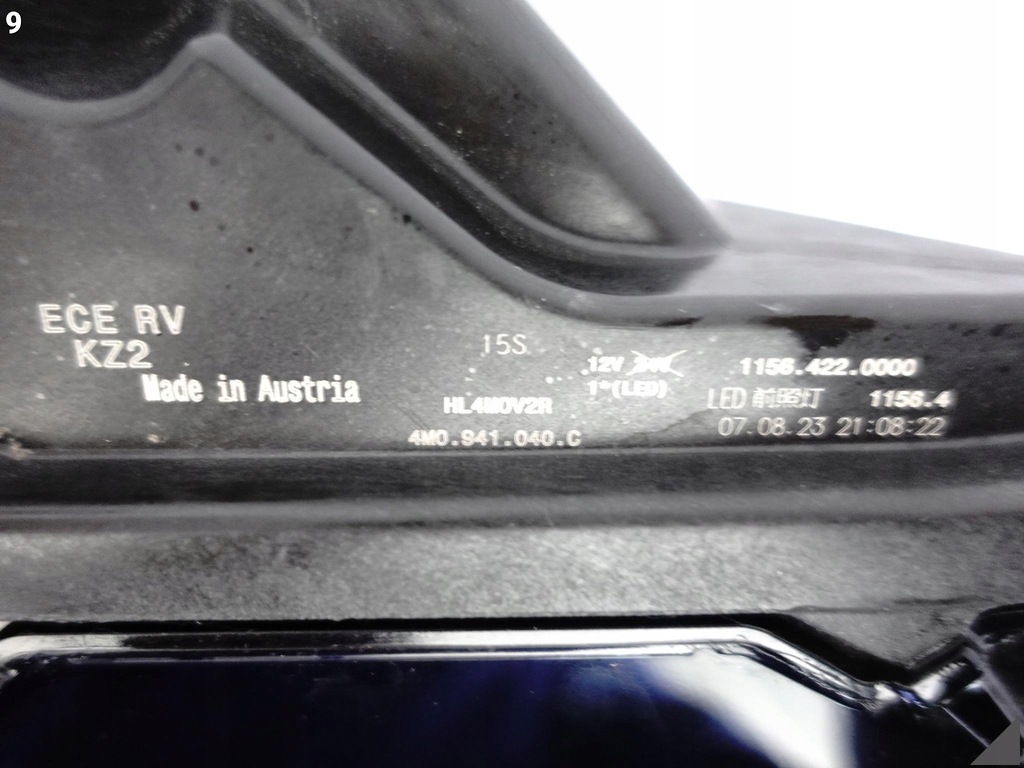 9
ECE RV
KZ2
Made in Austria
15S
HL4M0V2R
4M0.941.040.C
12V
1*(LED)
1156.422.0000
LED 前照灯 1156.4
07.08.23 21:08:22